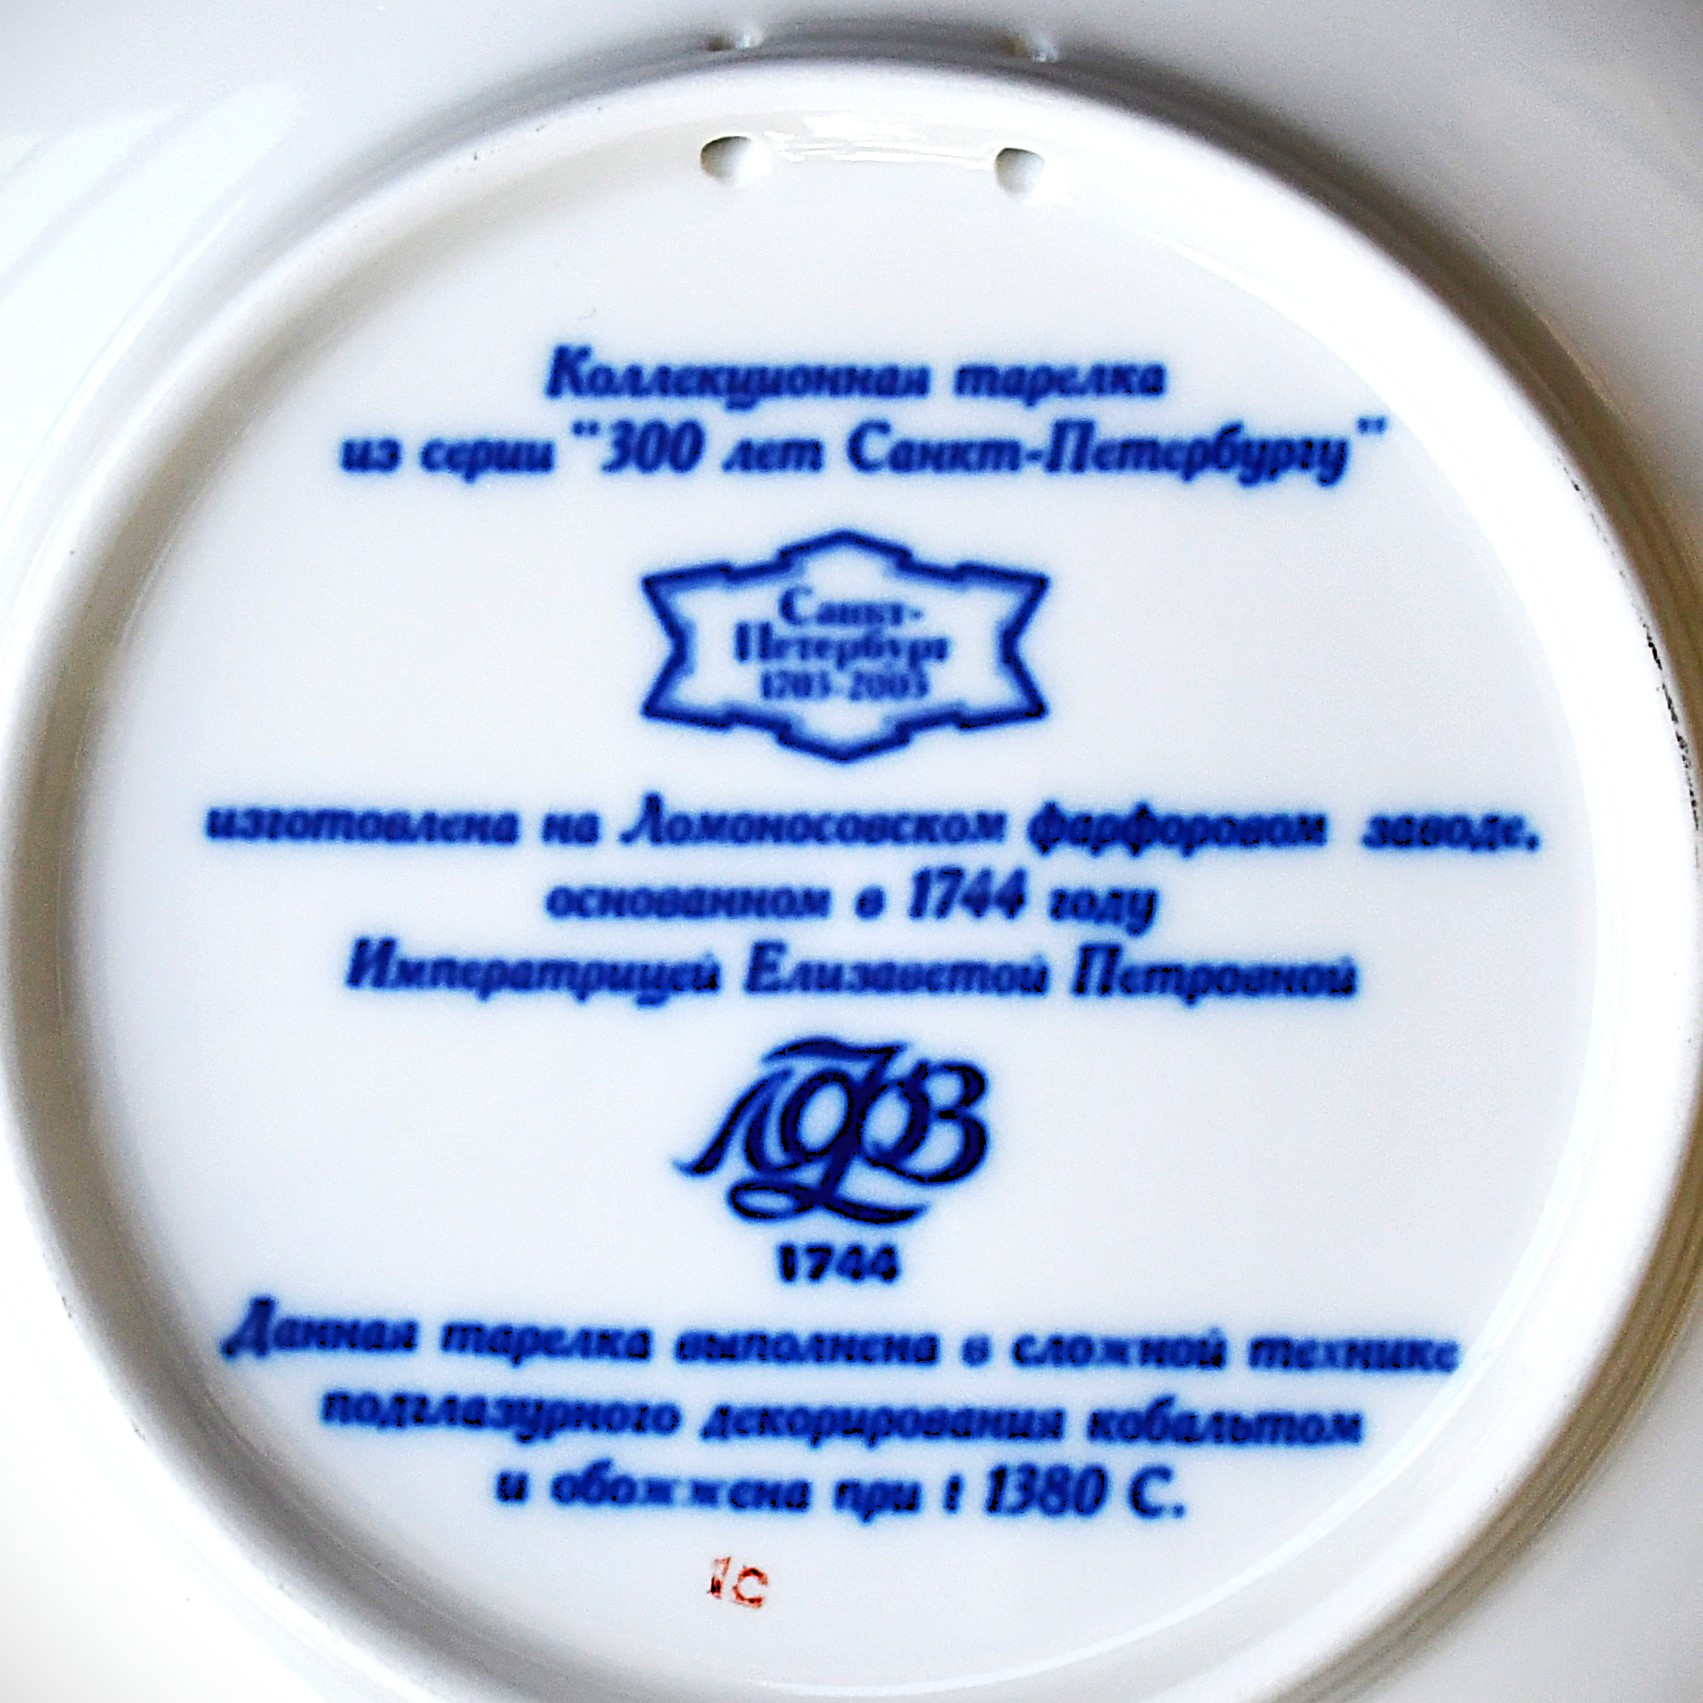 Коллекционная тарелка
из серии "300 лет Санкт-Петербургу"
Санкт-
Петербург
1703-2003
изготовлена на Ломоносовском фарфоровом заводе,
основанном в 1744 году
Императрицей Елизаветой Петровной
ЛФЗ
1744
Данная тарелка выполнена в сложной технике
подглазурного декорирования кобальтом
и обожжена при t 1380 С.
1С